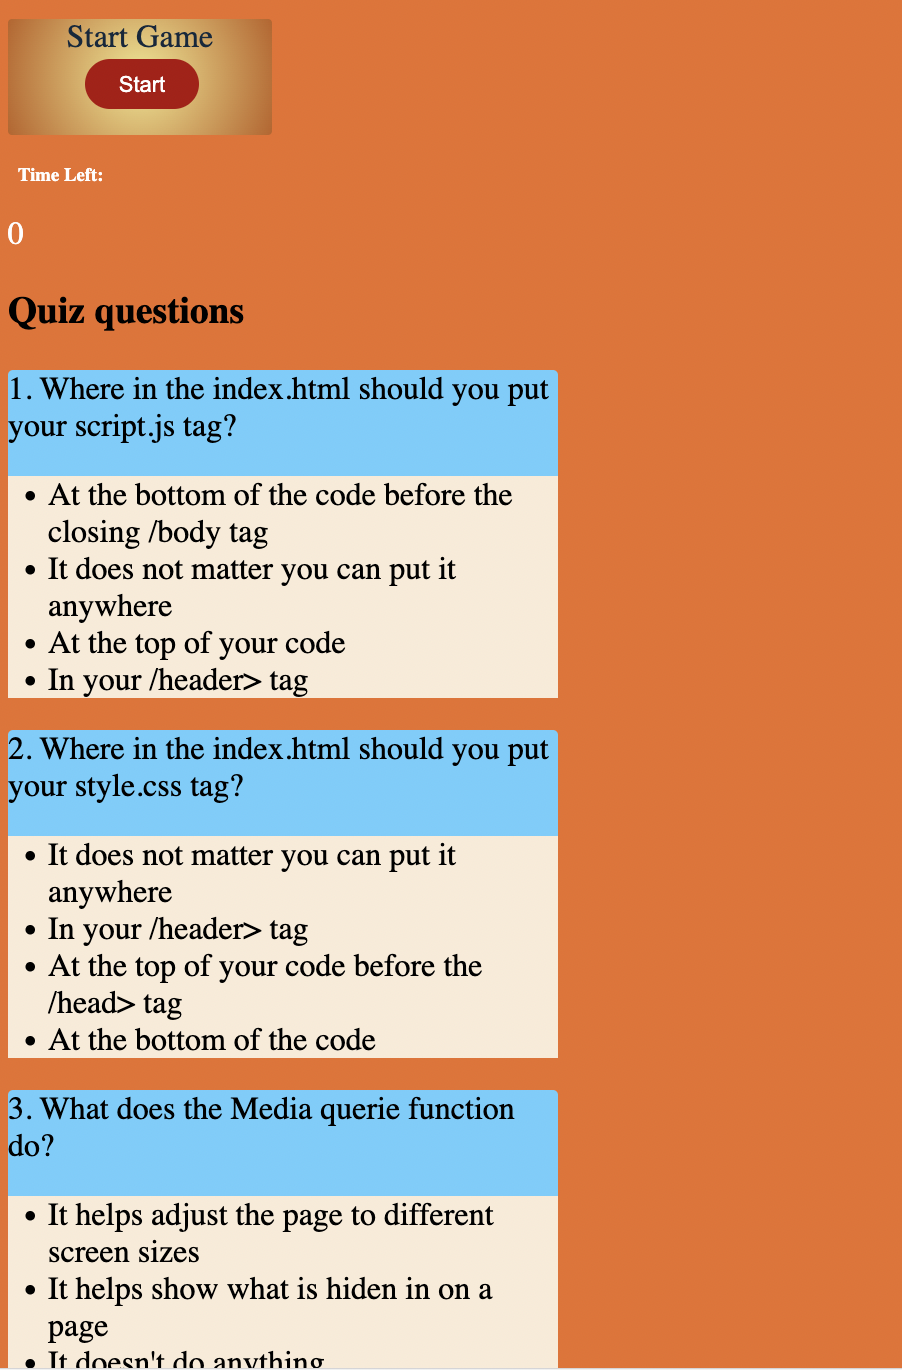 Start Game
Start
Time Left:
0
Quiz questions
1. Where in the index.html should you put
your script.js tag?
• At the bottom of the code before the
closing /body tag
• It does not matter you can put it
anywhere
• At the top of your code
• In your /header> tag
2. Where in the index.html should you put
your style.css tag?
• It does not matter you can put it
anywhere
• In your /header> tag
• At the top of your code before the
/head> tag
• At the bottom of the code
3. What does the Media querie function
do?
• It helps adjust the page to different
screen sizes
• It helps show what is hiden in on a
page
• It doesn't do anything